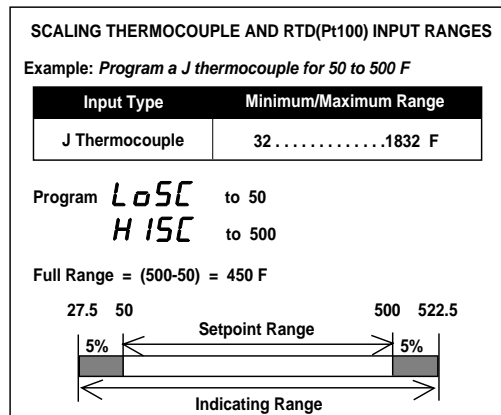 SCALING THERMOCOUPLE AND RTD(Pt100) INPUT RANGES
Example: Program a J thermocouple for 50 to 500 F
Input Type Minimum/Maximum Range
J Thermocouple 32 . . . . . . . . . . . . .1832 F
Program LoSC to 50
HISC to 500
Full Range = (500-50) = 450 F
27.5 50 500 522.5
Setpoint Range
5% 5%
Indicating Range